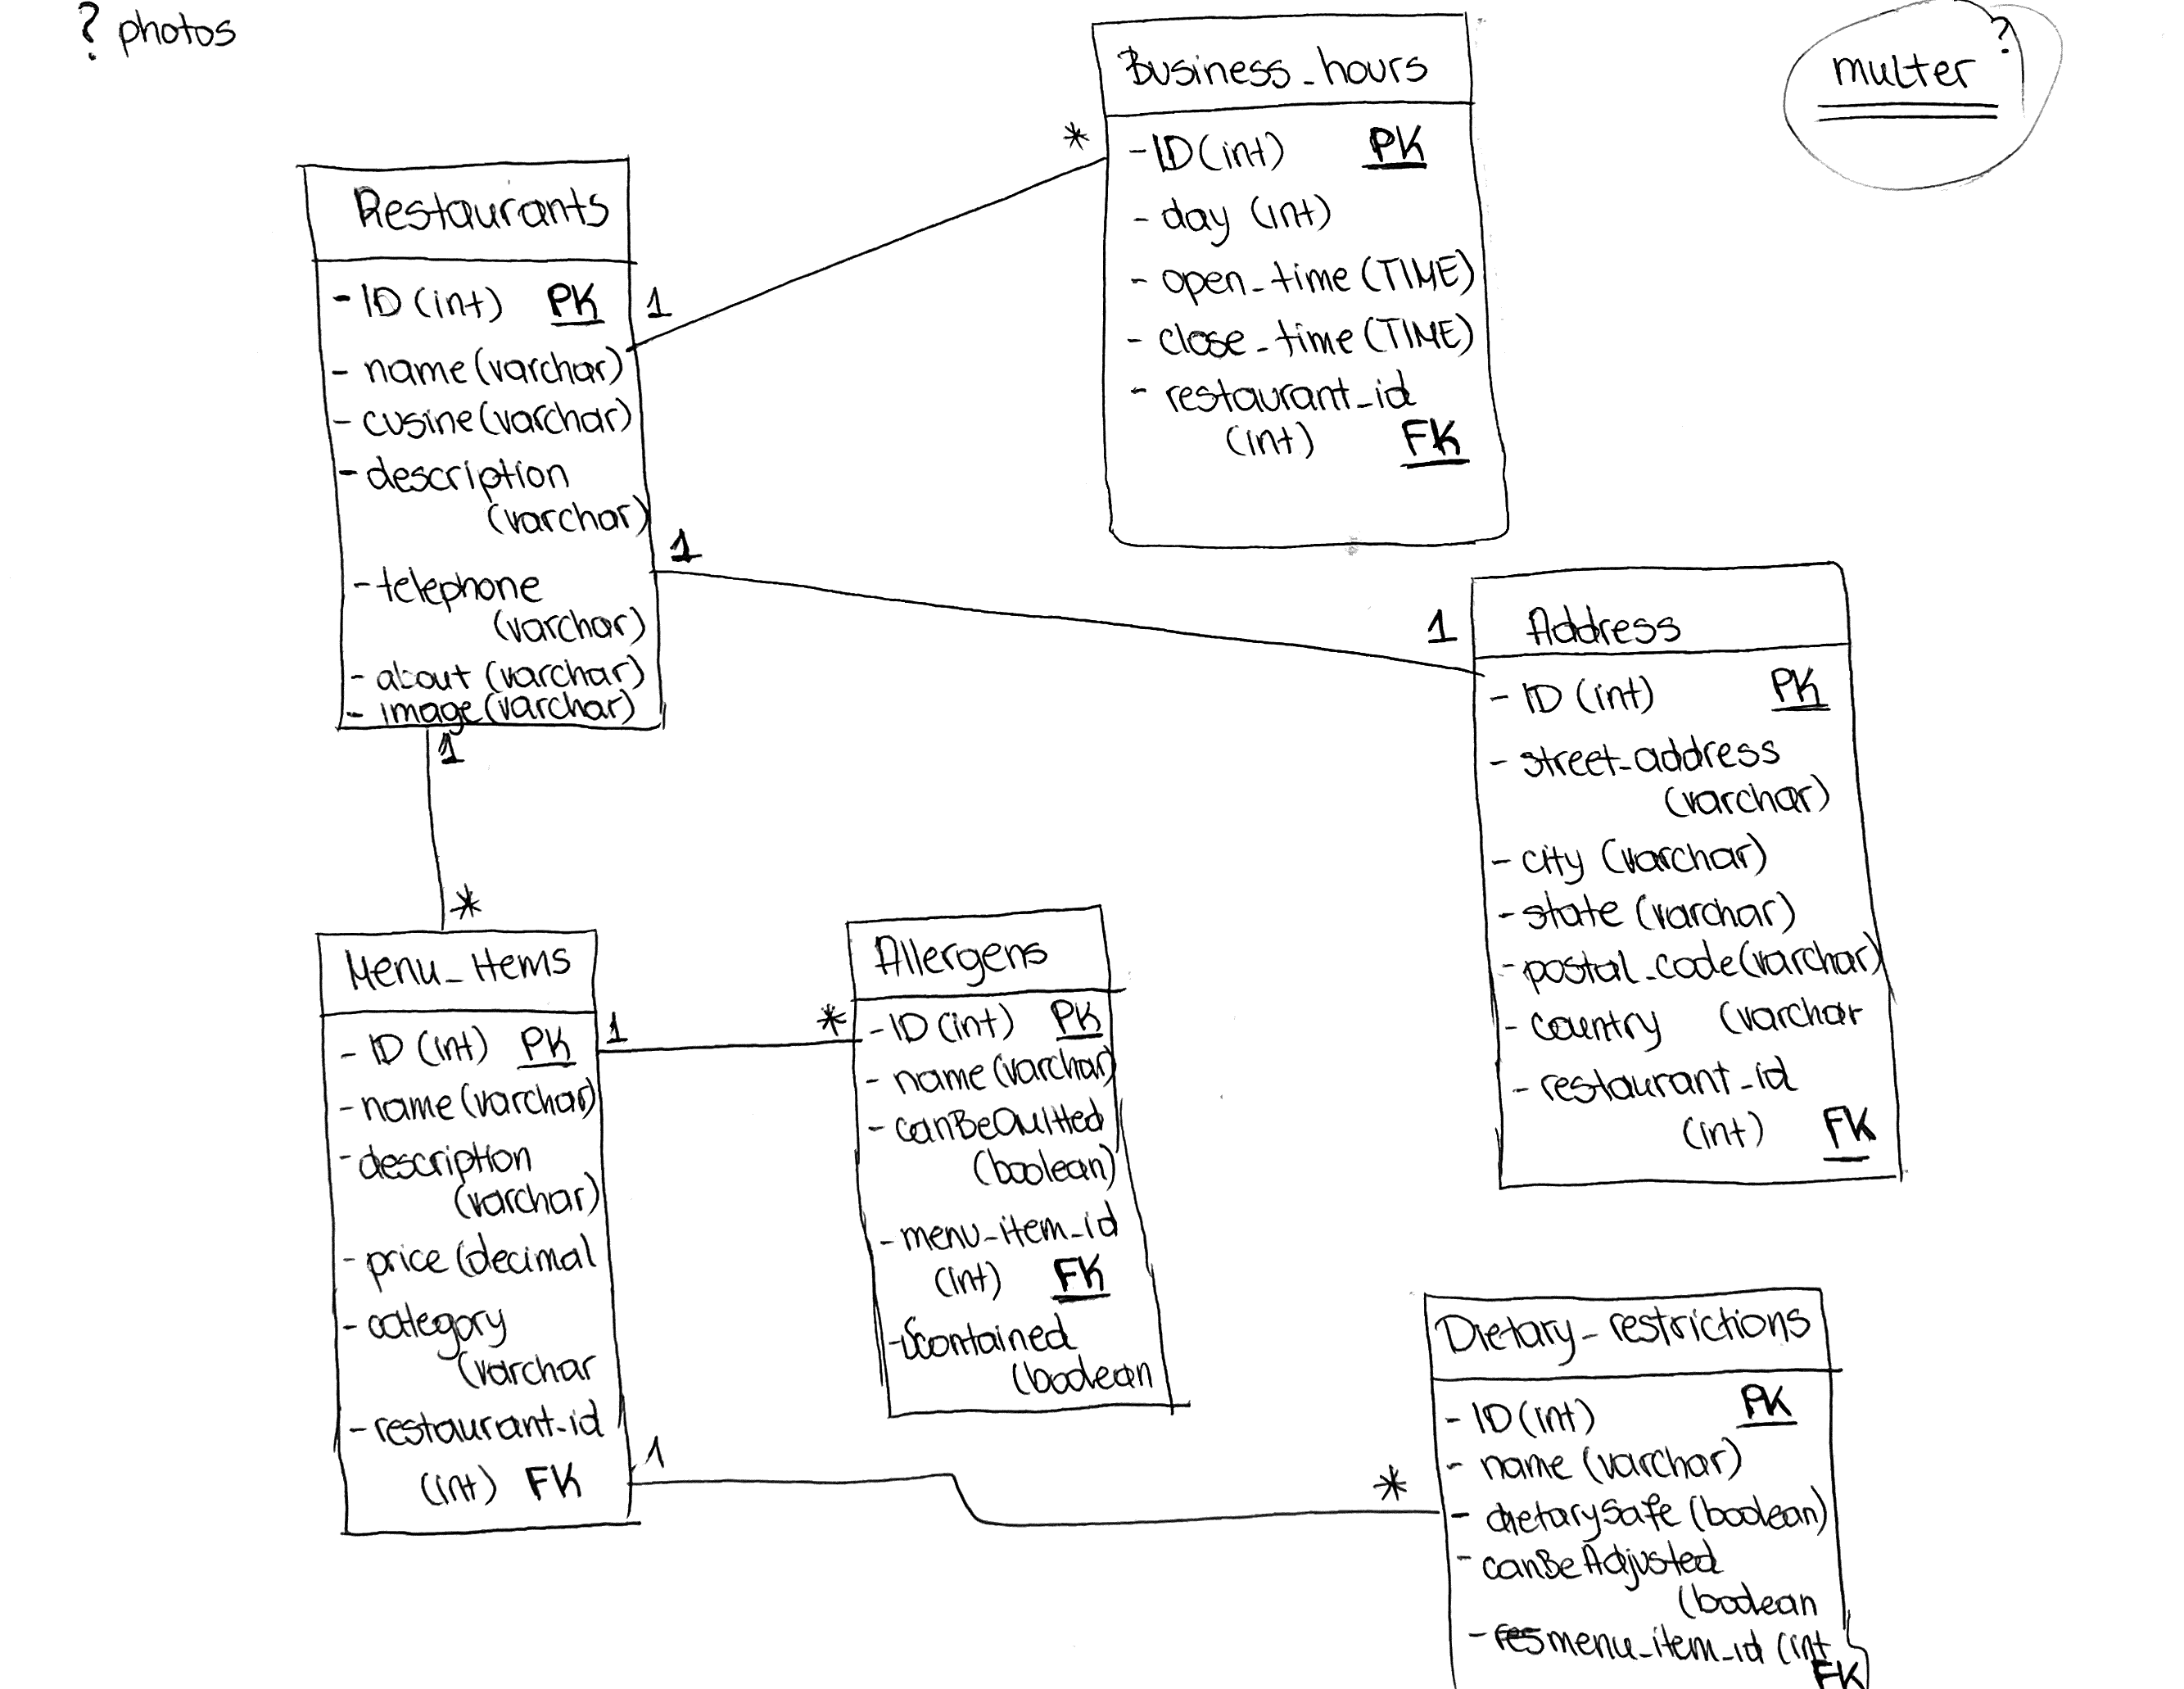 ? photos
multer ?
Business_hours
- ID (int) PK
- day (int)
- open_time (TIME)
- close_time (TIME)
- restaurant_id
(int) FK
*
1
Restaurants
- ID (int) PK
- name (varchar)
- cusine (varchar)
- description
(varchar)
- telephone
(varchar)
- about (varchar)
- image (varchar)
1
1
1
*
Address
- ID (int) PK
- street_address
(varchar)
- city (varchar)
- state (varchar)
- postal_code (varchar)
- country (varchar
- restaurant_id
(int) FK
Menu_Items
- ID (int) PK
- name (varchar)
- description
(varchar)
- price (decimal
- category
(varchar
- restaurant_id
(int) FK
1
*
Allergens
- ID (int) PK
- name (varchar)
(boolean)
- menu_item_id
(int) FK
(boolean
1
*
Dietary_restrictions
- ID (int) PK
- name (varchar)
- dietarySafe (boolean)
- canBeAdjusted
(boolean
- menu_item_id (int
FK